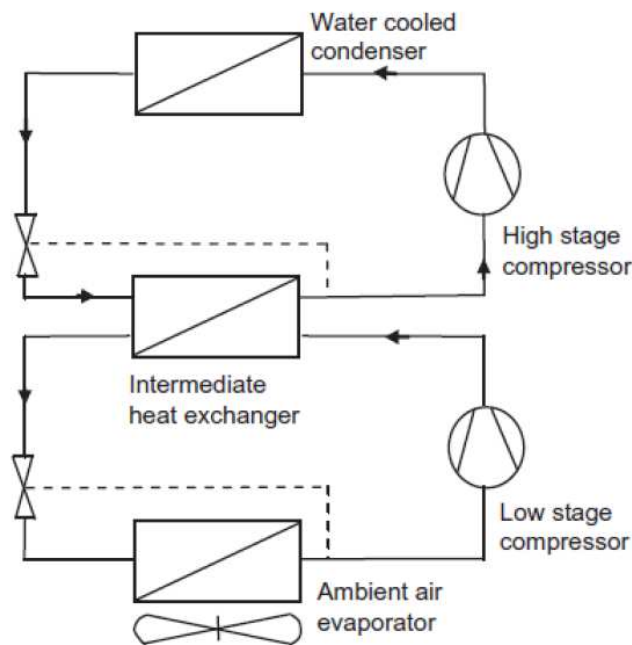 Water cooled
condenser
High stage
compressor
Intermediate
heat exchanger
Low stage
compressor
Ambient air
evaporator